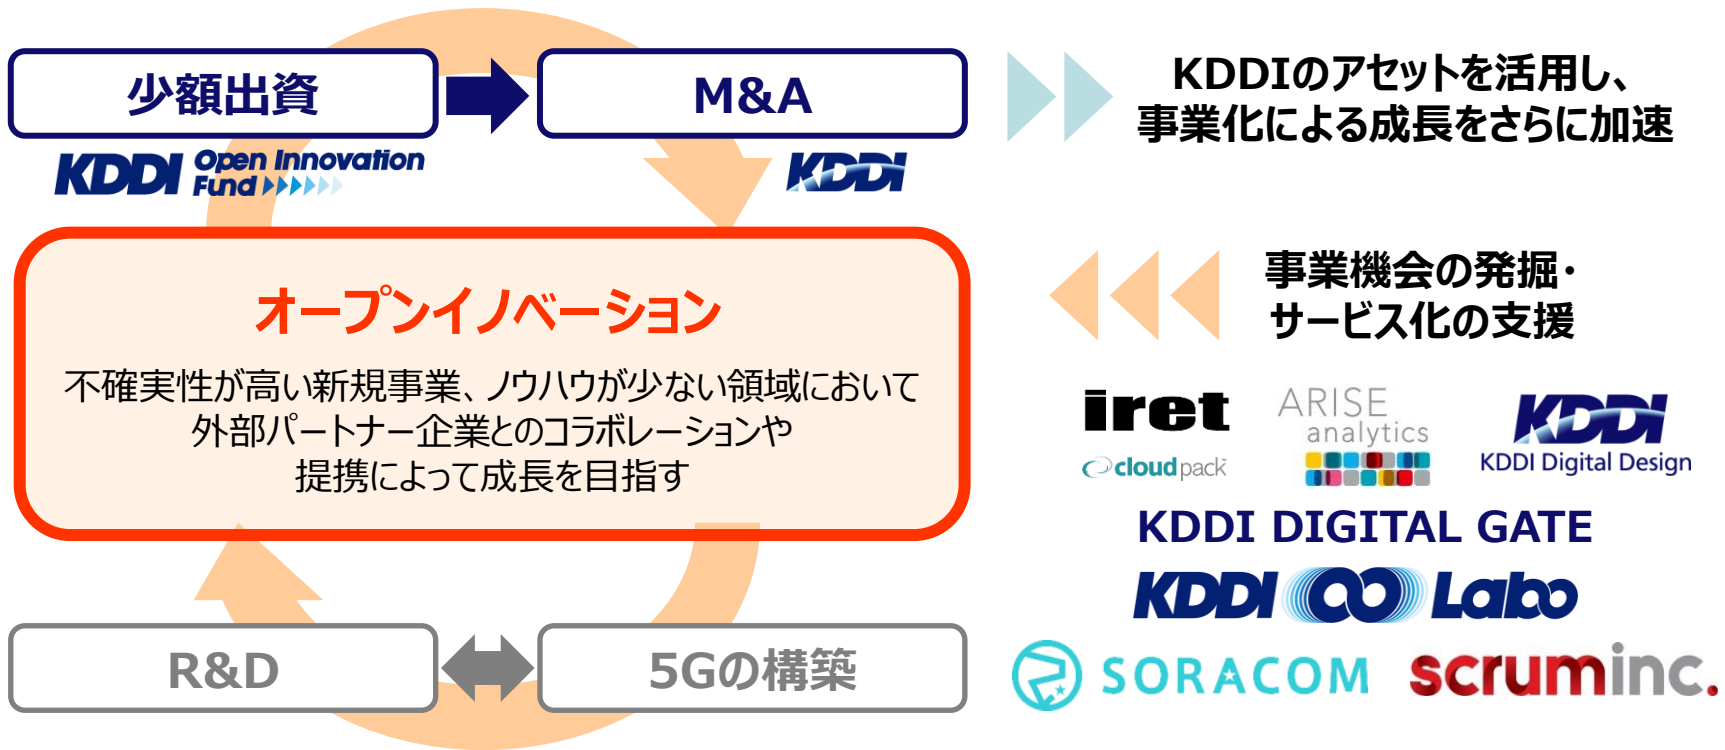 少額出資
M&A
KDDIのアセットを活用し、
事業化による成長をさらに加速
KDDI Open Innovation Fund
KDDI
オープンイノベーション
不確実性が高い新規事業、ノウハウが少ない領域において
外部パートナー企業とのコラボレーションや
提携によって成長を目指す
事業機会の発掘・
サービス化の支援
iret
cloudpack
ARISE
analytics
KDDI
KDDI Digital Design
KDDI DIGITAL GATE
KDDI ∞ Labo
SORACOM
scruminc.
R&D
5Gの構築